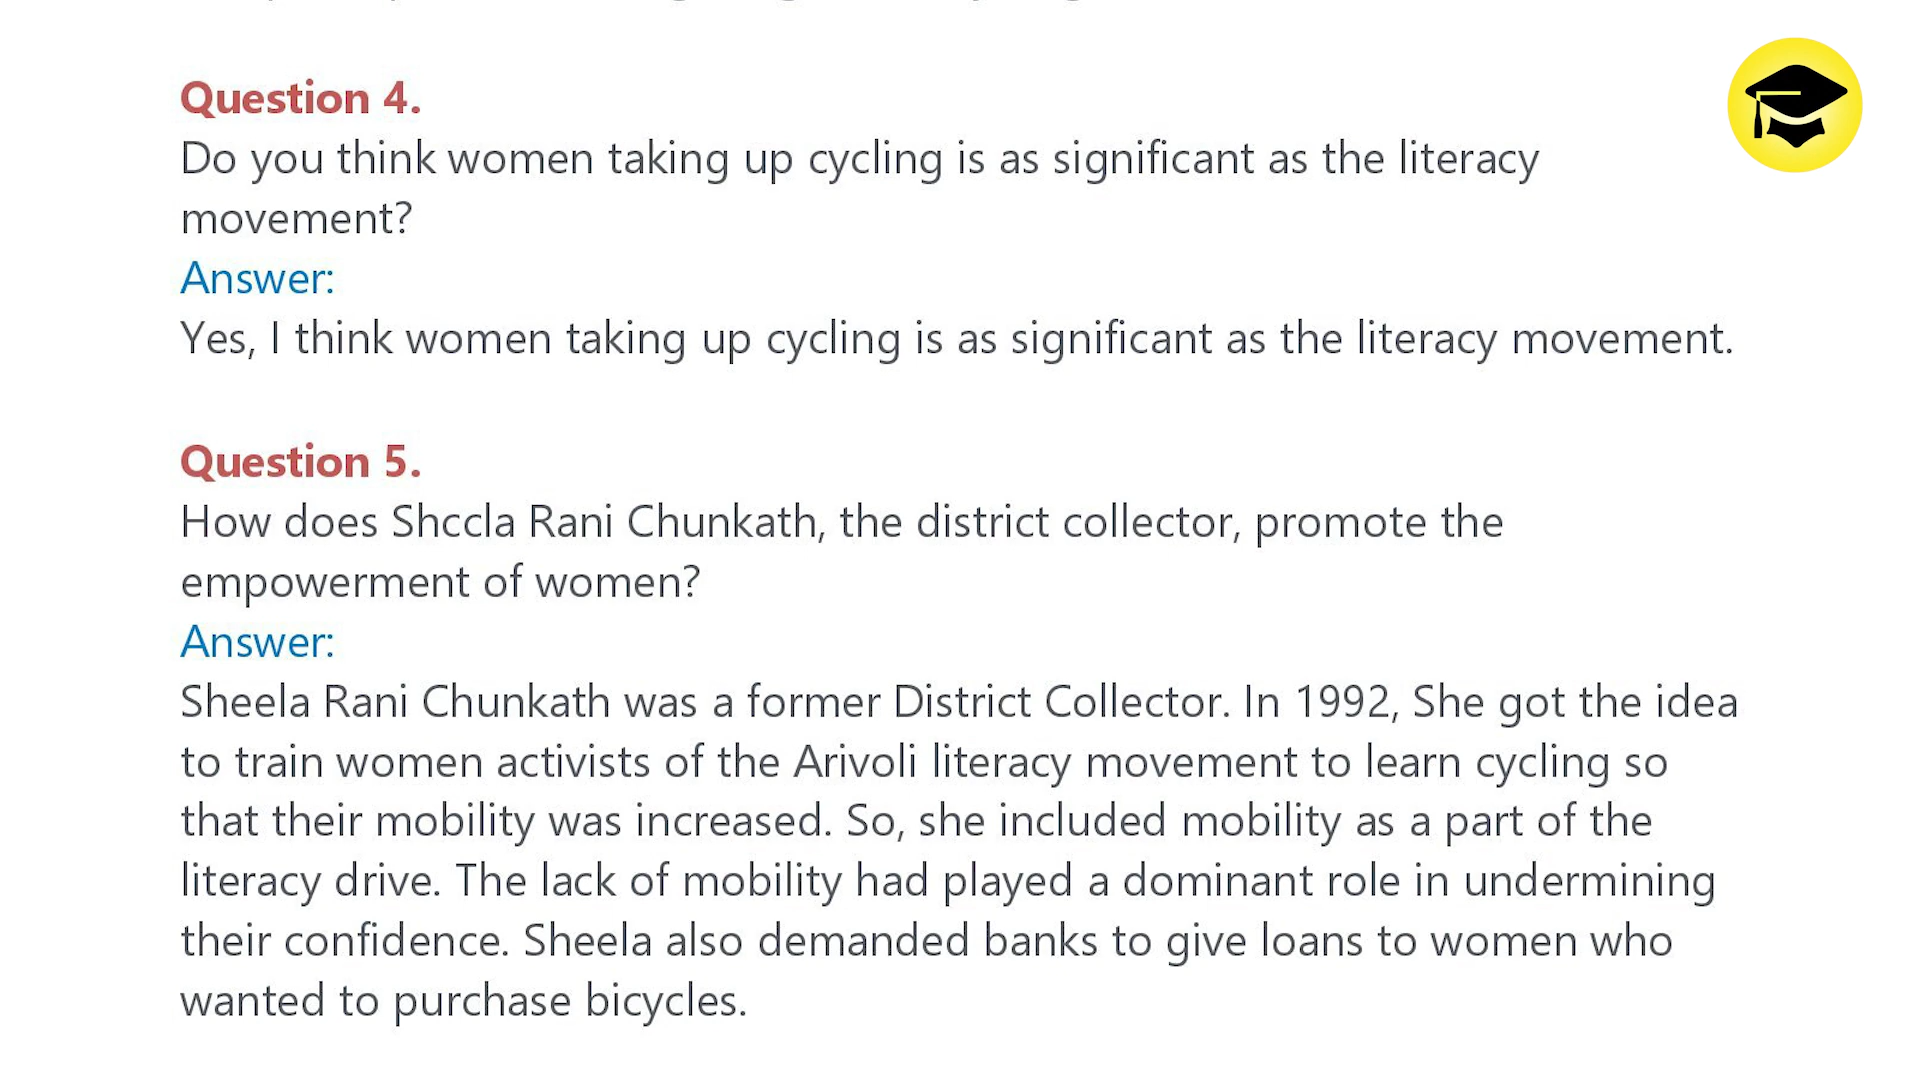 Question 4.
Do you think women taking up cycling is as significant as the literacy
movement?
Answer:
Yes, I think women taking up cycling is as significant as the literacy movement.
Question 5.
How does Shccla Rani Chunkath, the district collector, promote the
empowerment of women?
Answer:
Sheela Rani Chunkath was a former District Collector. In 1992, She got the idea
to train women activists of the Arivoli literacy movement to learn cycling so
that their mobility was increased. So, she included mobility as a part of the
literacy drive. The lack of mobility had played a dominant role in undermining
their confidence. Sheela also demanded banks to give loans to women who
wanted to purchase bicycles.